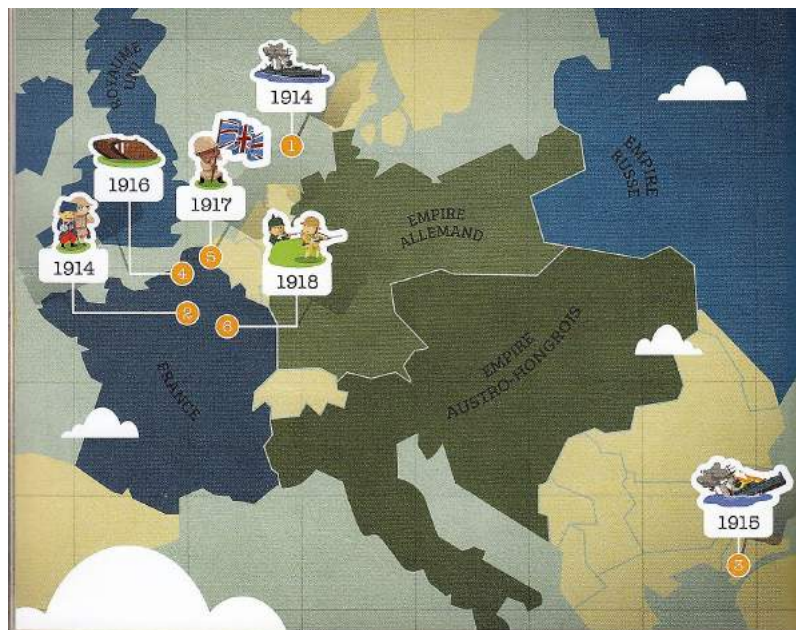 ROYAUME
UNI
1914
1
1916
1917
1914
EMPIRE
RUSSE
EMPIRE
ALLEMAND
5
4
1918
2
6
FRANCE
EMPIRE
AUSTRO-HONGROIS
1915
3